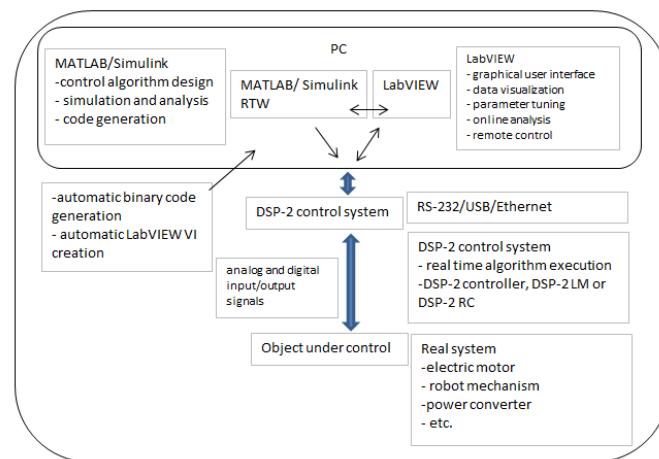 PC
MATLAB/Simulink
-control algorithm design
- simulation and analysis
- code generation
MATLAB/ Simulink
RTW
LabVIEW
LabVIEW
- graphical user interface
- data visualization
- parameter tuning
- online analysis
- remote control
-automatic binary code
generation
- automatic LabVIEW VI
creation
DSP-2 control system
RS-232/USB/Ethernet
DSP-2 control system
- real time algorithm execution
-DSP-2 controller, DSP-2 LM or
DSP-2 RC
analog and digital
input/output
signals
Object under control
Real system
-electric motor
- robot mechanism
-power converter
- etc.